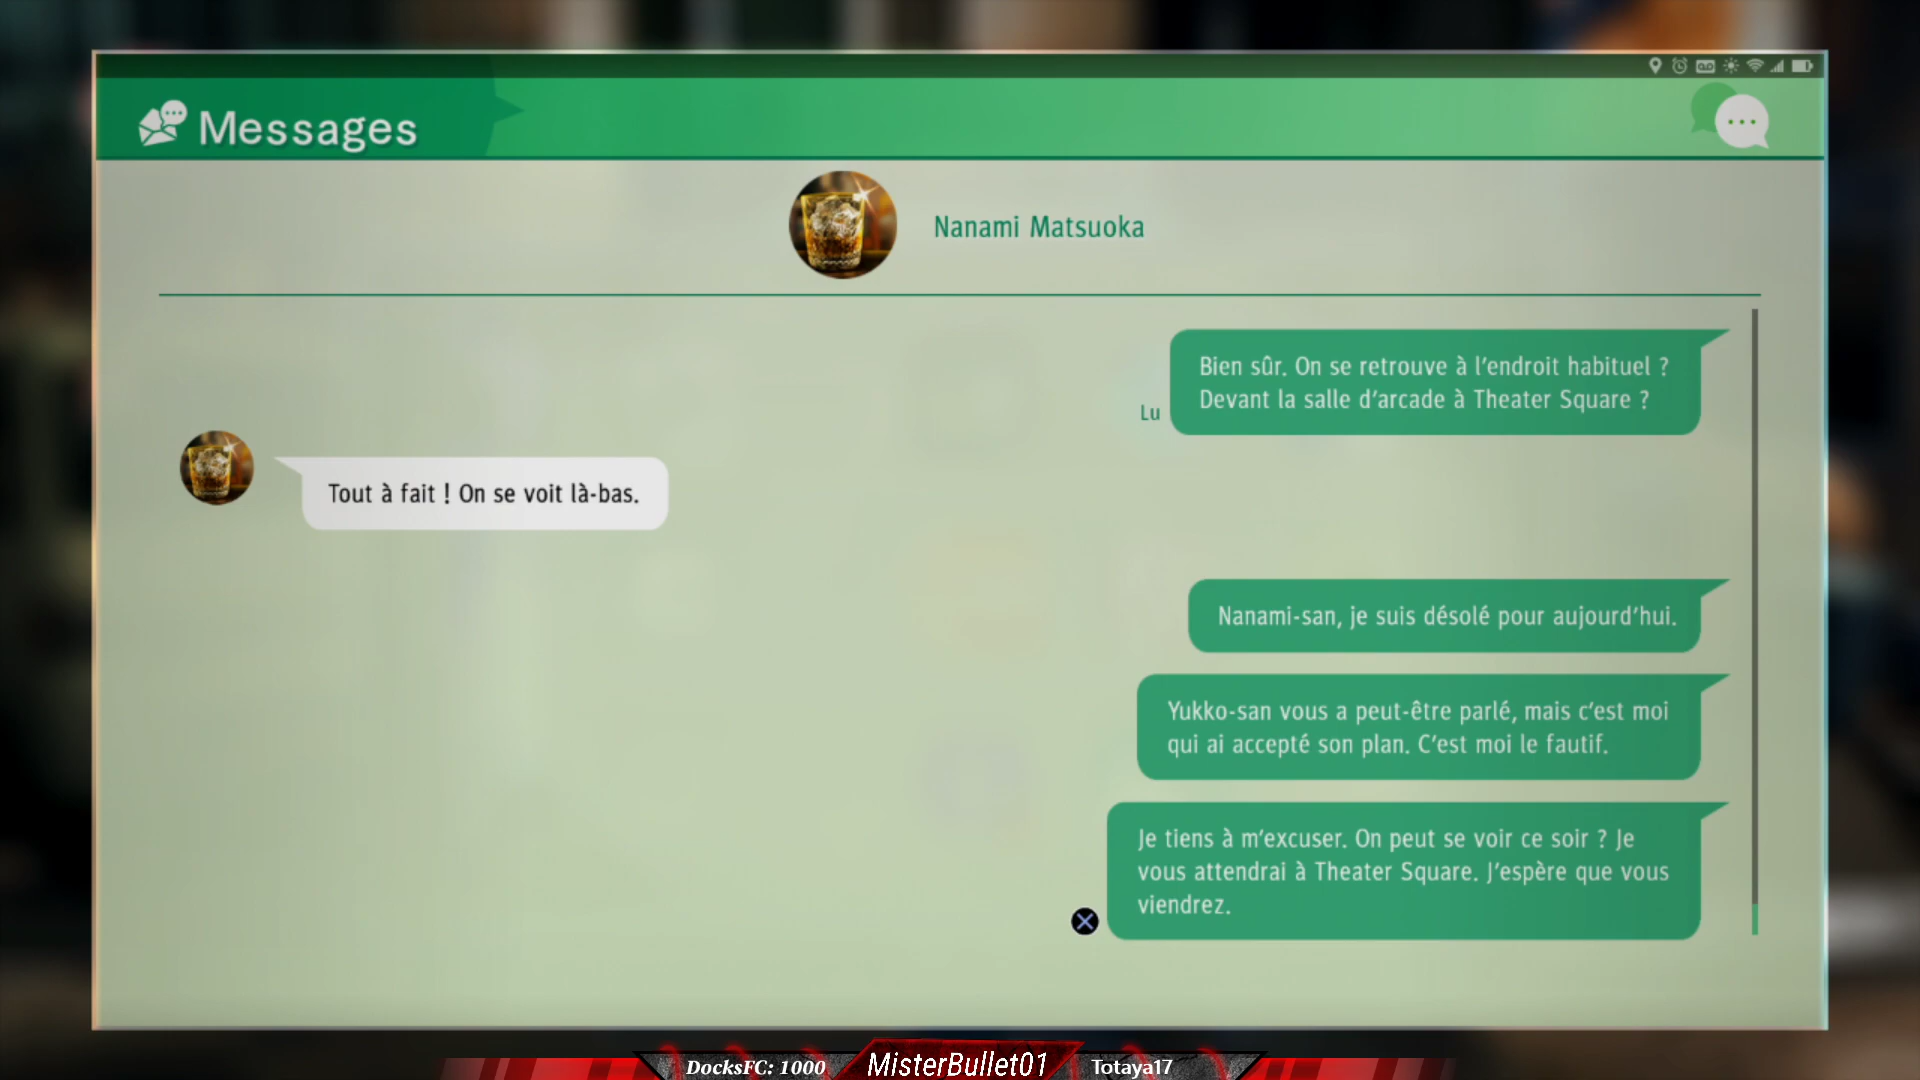 Messages
Nanami Matsuoka
Bien sûr. On se retrouve à l'endroit habituel ?
Devant la salle d'arcade à Theater Square ?
Lu
Tout à fait ! On se voit là-bas.
Nanami-san, je suis désolé pour aujourd'hui.
Yukko-san vous a peut-être parlé, mais c'est moi
qui ai accepté son plan. C'est moi le fautif.
Je tiens à m'excuser. On peut se voir ce soir ? Je
vous attendrai à Theater Square. J'espère que vous
viendrez.
DocksFC: 1000
MisterBullet01
Totaya17